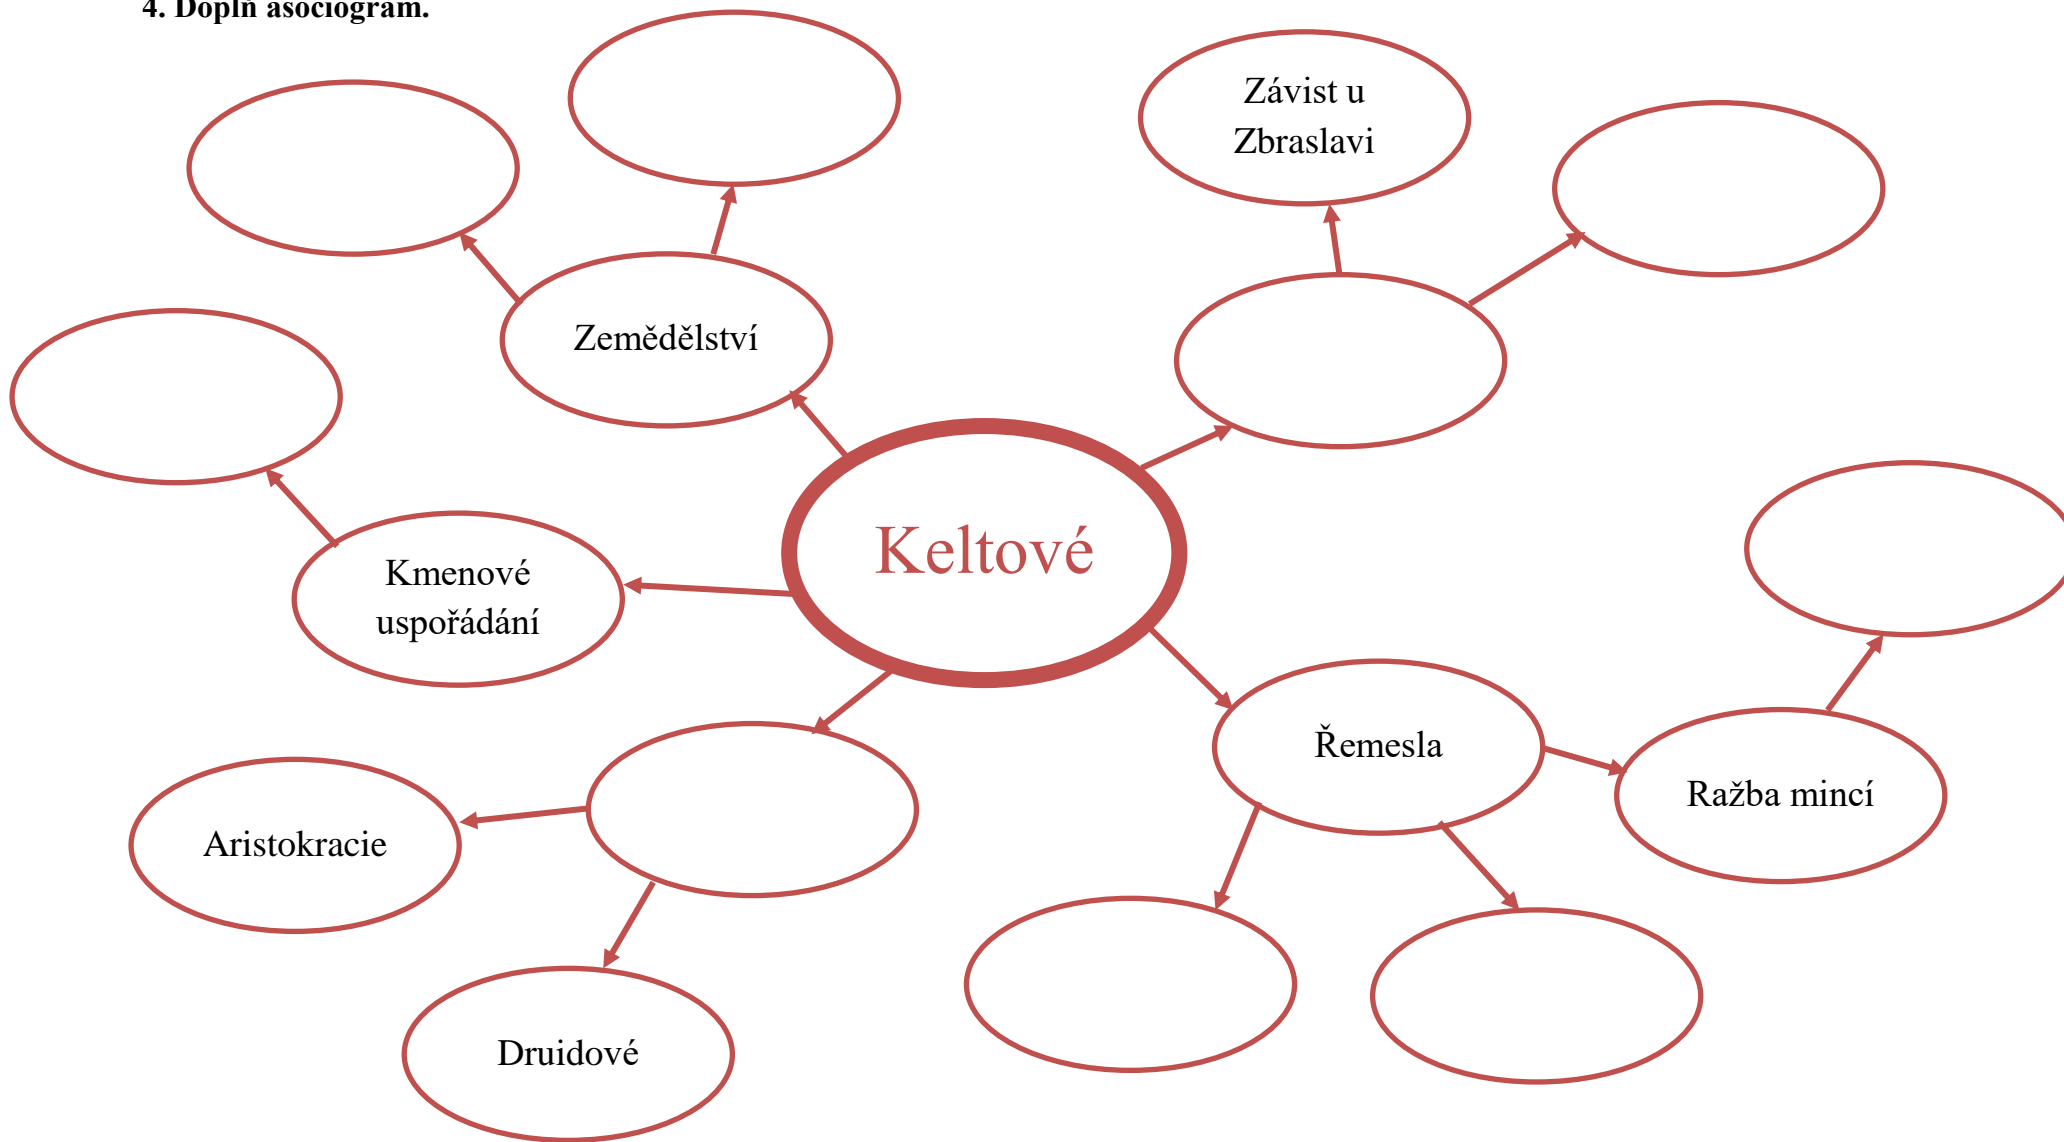 4. Doplň asociogram.
Závist u
Zbraslavi
Zemědělství
Keltové
Kmenové
uspořádání
Řemesla
Ražba mincí
Aristokracie
Druidové